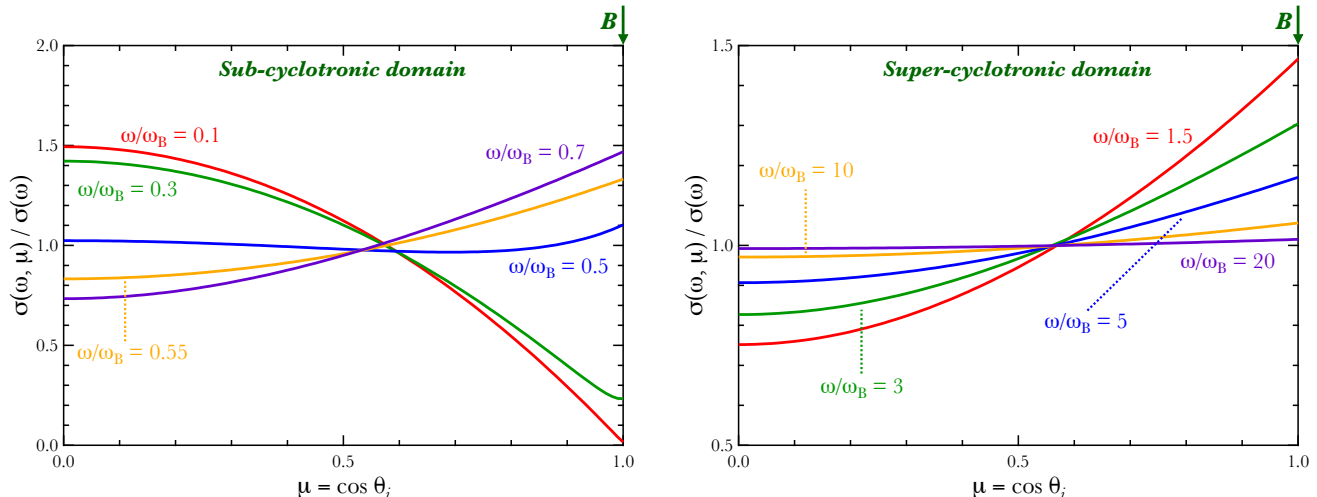 B
Sub-cyclotronic domain
ω/ω_B = 0.1
ω/ω_B = 0.3
ω/ω_B = 0.7
ω/ω_B = 0.5
ω/ω_B = 0.55
σ(ω, μ) / σ(ω)
2.0
1.5
1.0
0.5
0.0
0.0 0.5 1.0
μ = cos θ_i
B
Super-cyclotronic domain
ω/ω_B = 1.5
ω/ω_B = 10
ω/ω_B = 20
ω/ω_B = 5
ω/ω_B = 3
σ(ω, μ) / σ(ω)
1.5
1.0
0.5
0.0 0.5 1.0
μ = cos θ_i